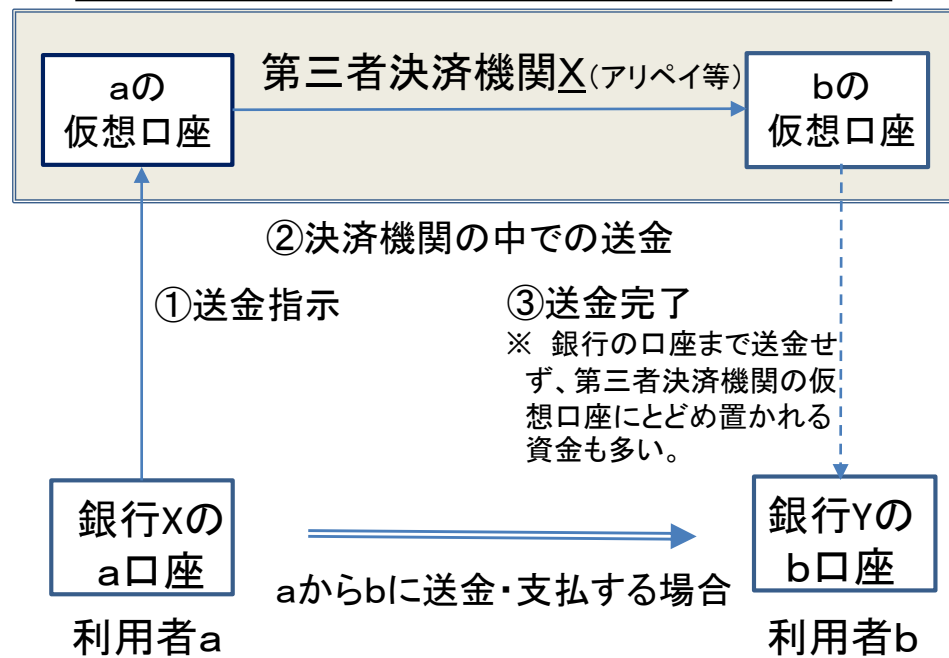 第三者決済機関X(アリペイ等)
aの
仮想口座
bの
仮想口座
②決済機関の中での送金
①送金指示
③送金完了
※ 銀行の口座まで送金せ
ず、第三者決済機関の仮
想口座にとどめ置かれる
資金も多い。
銀行Xの
a口座
銀行Yの
b口座
aからbに送金・支払する場合
利用者a
利用者b